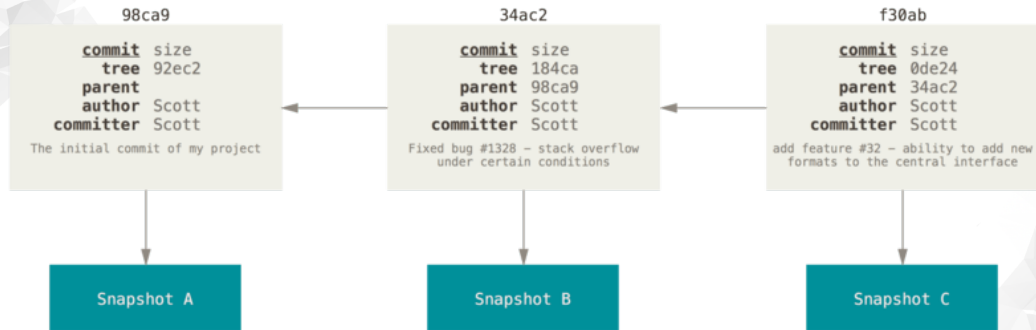 98ca9
commit size
tree 92ec2
parent
author Scott
committer Scott
The initial commit of my project
Snapshot A
34ac2
commit size
tree 184ca
parent 98ca9
author Scott
committer Scott
Fixed bug #1328 – stack overflow
under certain conditions
Snapshot B
f30ab
commit size
tree 0de24
parent 34ac2
author Scott
committer Scott
add feature #32 – ability to add new
formats to the central interface
Snapshot C